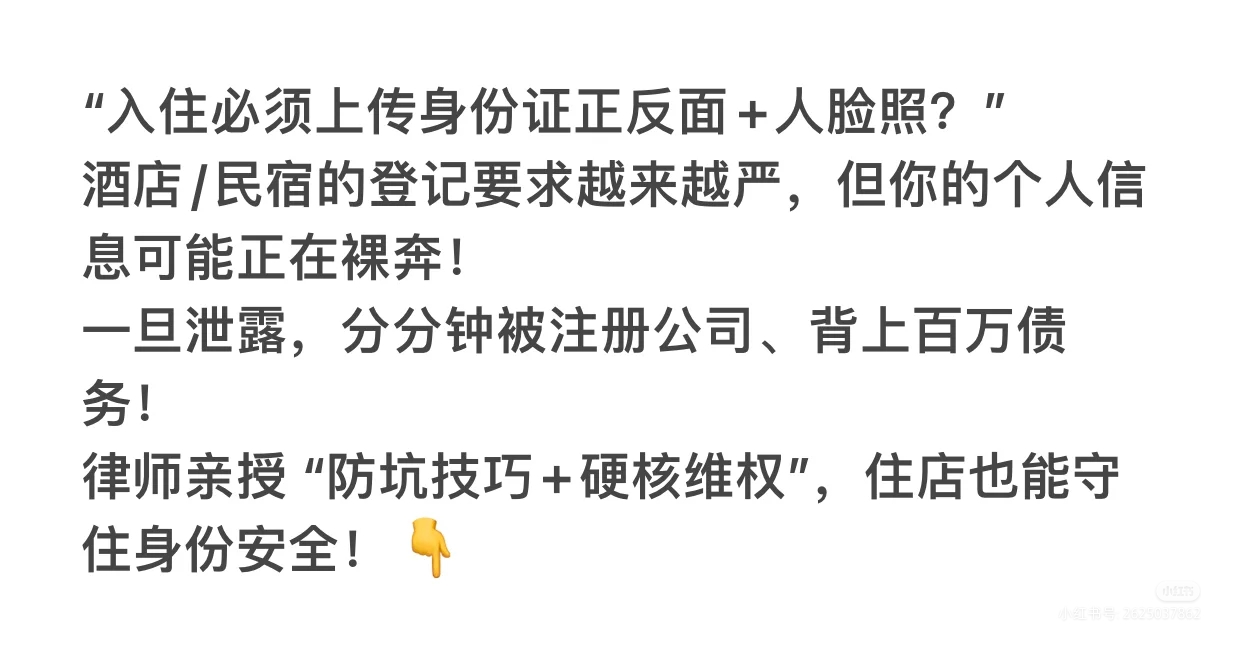 “入住必须上传身份证正反面+人脸照？”
酒店/民宿的登记要求越来越严，但你的个人信
息可能正在裸奔！
一旦泄露，分分钟被注册公司、背上百万债
务！
律师亲授 “防坑技巧+硬核维权”，住店也能守
住身份安全！ 👇
小红书
小红书号: 2629037862